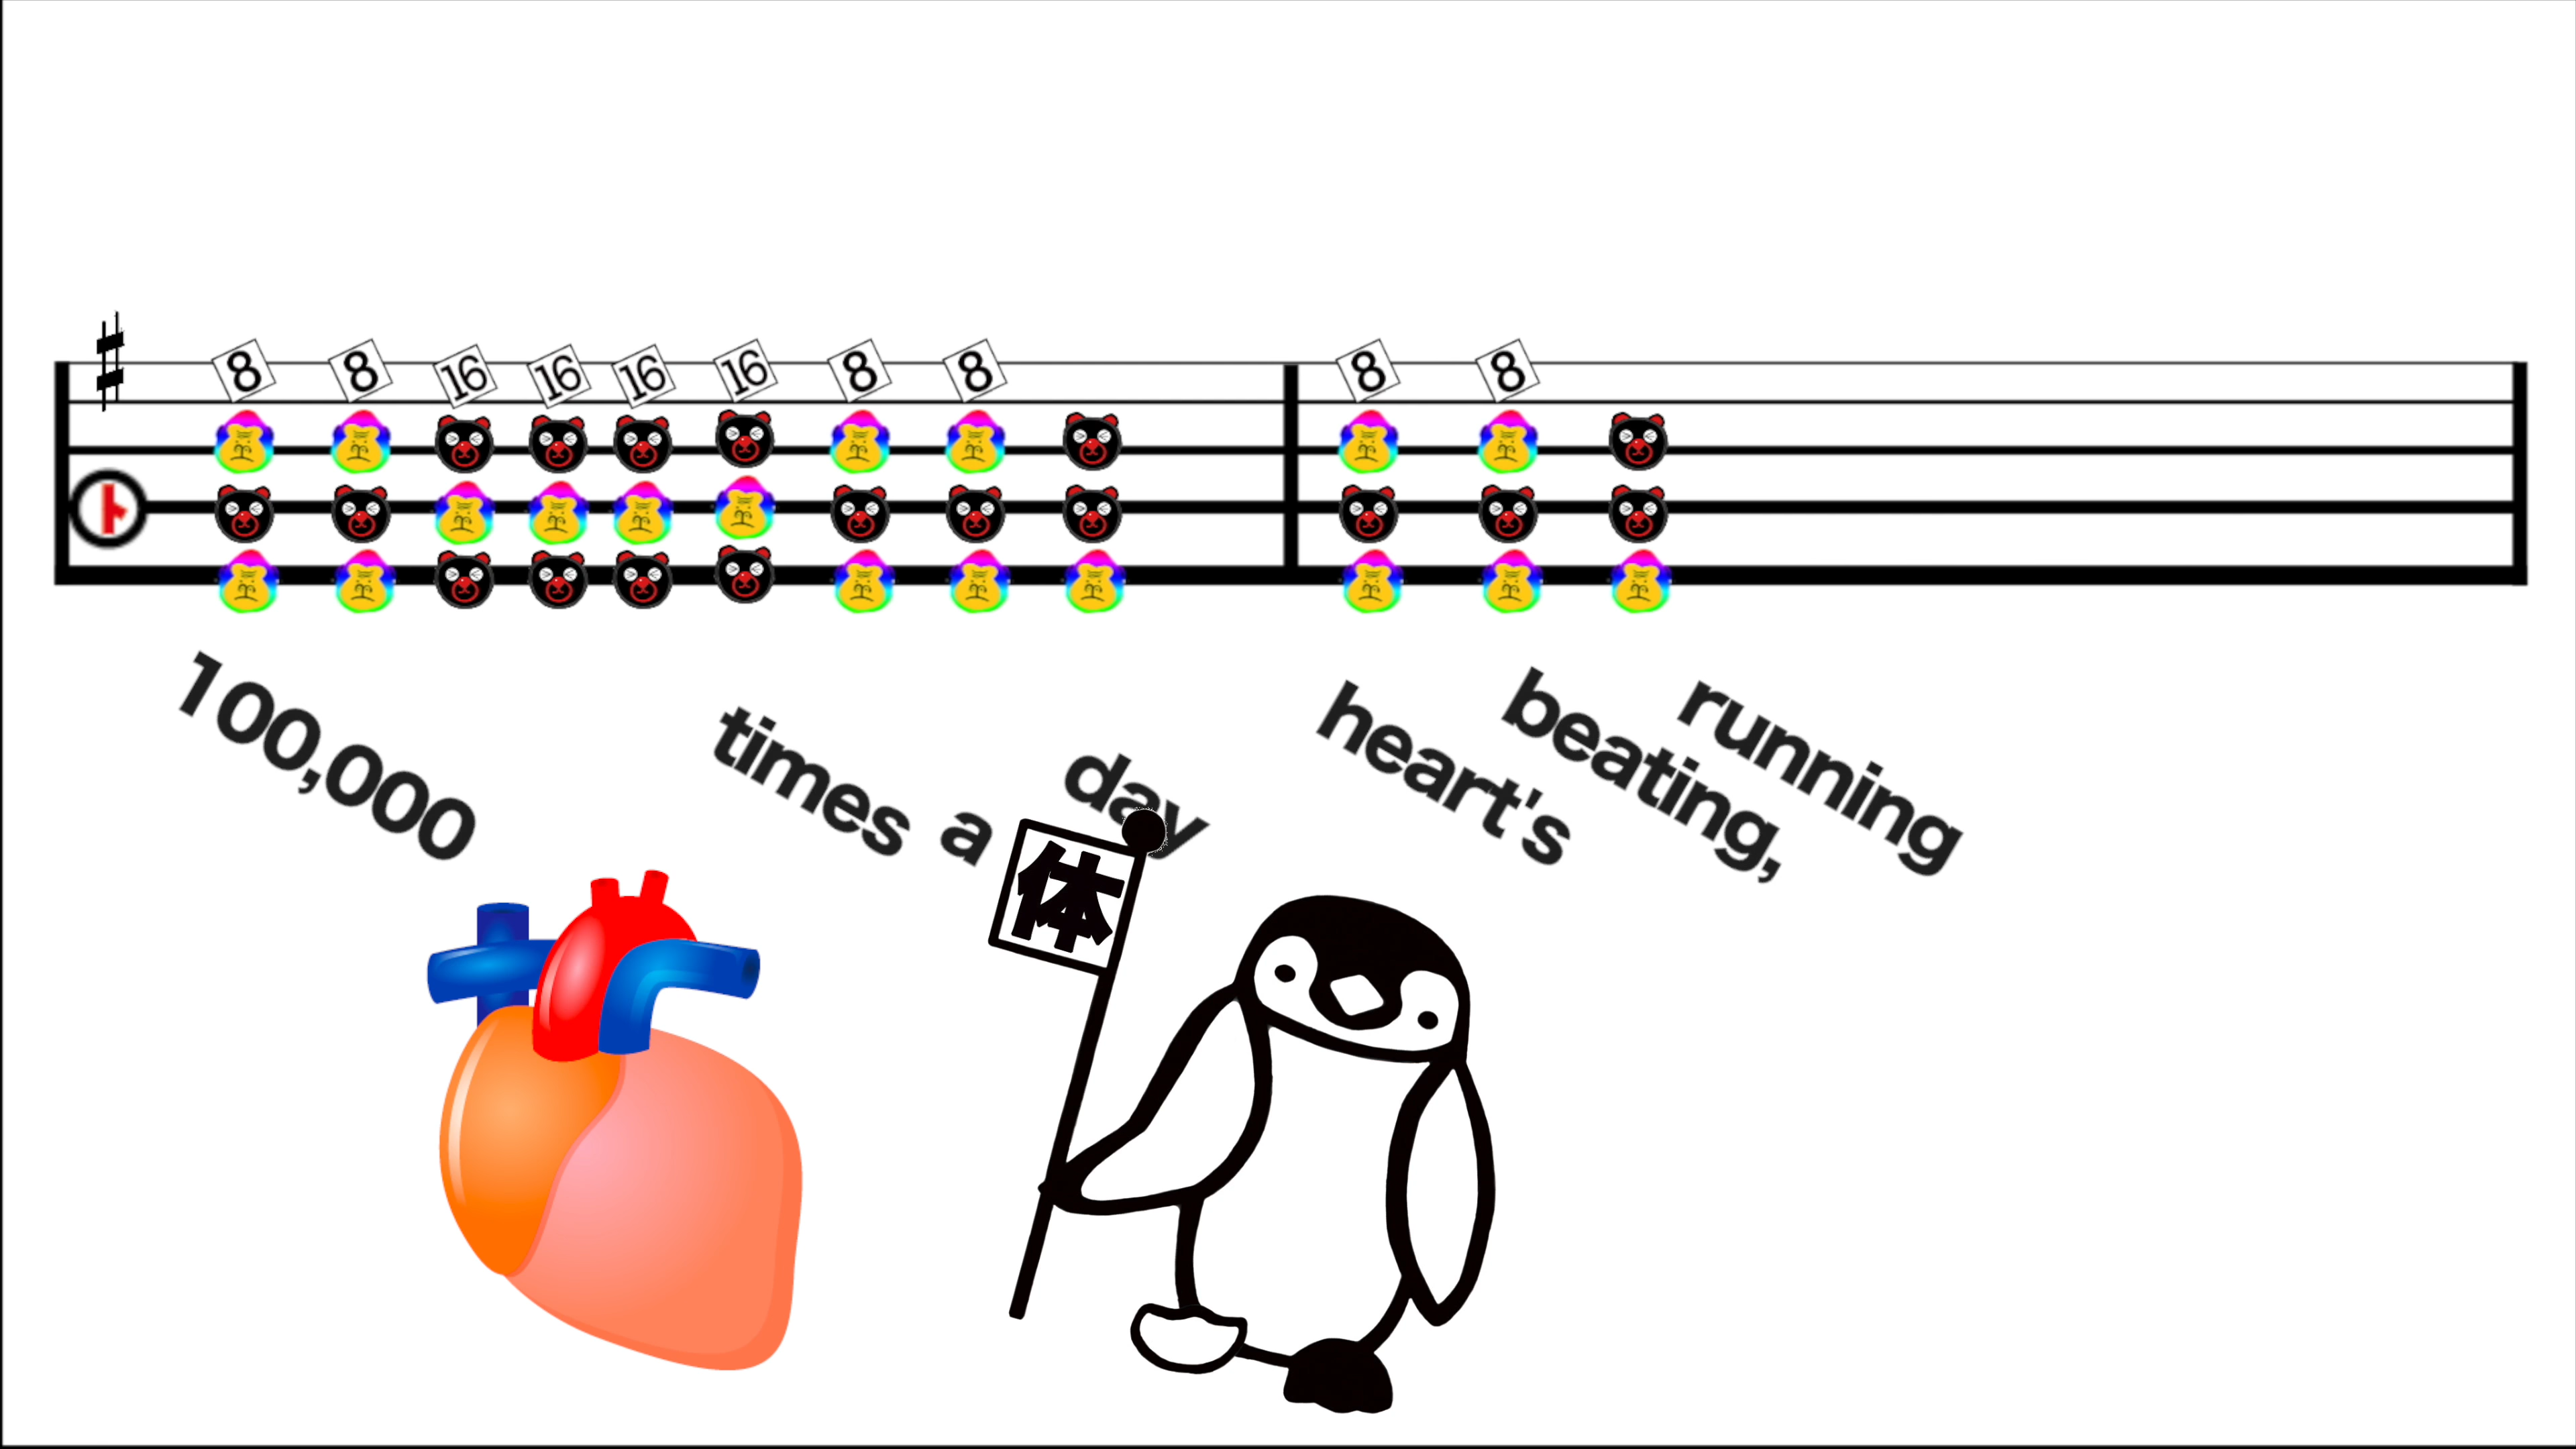 8 8 16 16 16 16 8 8 8 8
100,000 times a day heart's beating, running
体